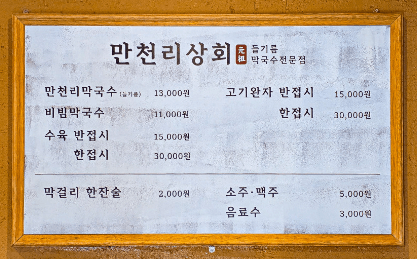 만천리상회 元祖 들기름
막국수전문점
만천리막국수 (들기름) 13,000원
비빔막국수 11,000원
수육 반접시 15,000원
한접시 30,000원
고기완자 반접시 15,000원
한접시 30,000원
막걸리 한잔술 2,000원
소주·맥주 5,000원
음료수 3,000원